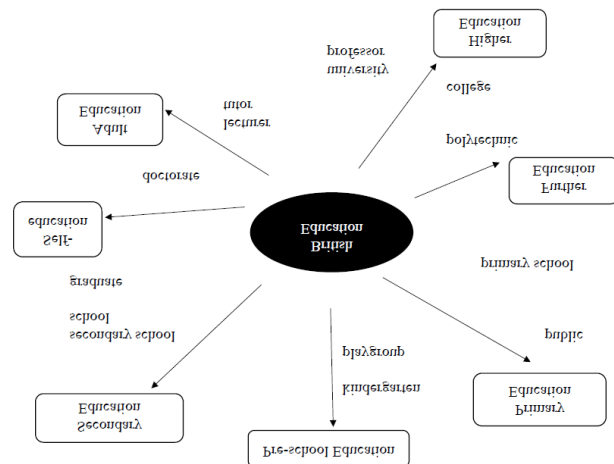 Pre-school Education
Secondary
Education
Primary
Education
kindergarten
playgroup
public
secondary school
school
graduate
primary school
British
Education
Self-
education
Further
Education
doctorate
polytechnic
Adult
Education
lecturer
tutor
college
university
professor
Higher
Education